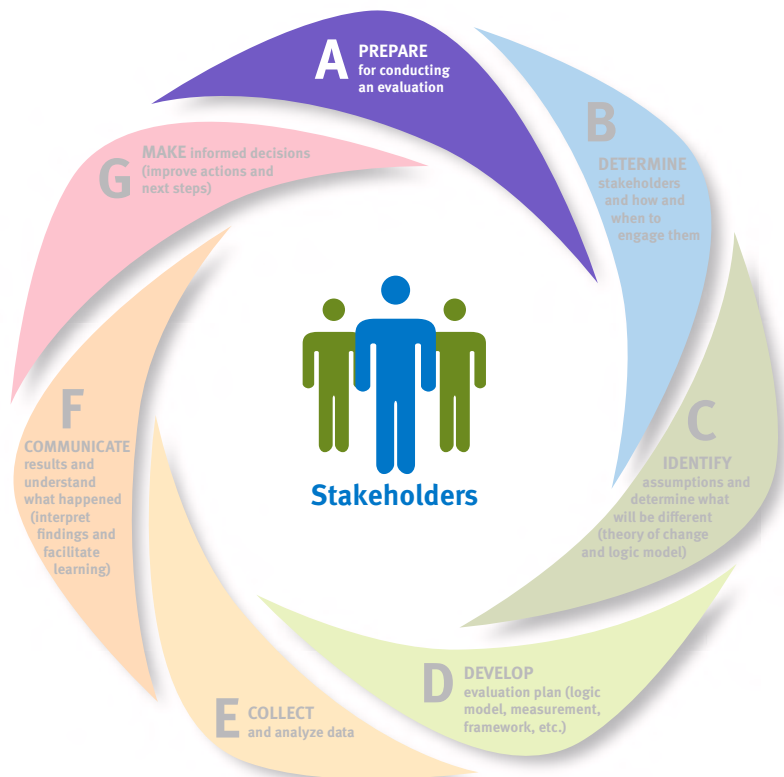 A
PREPARE
for conducting
an evaluation
B
DETERMINE
stakeholders
and how and
when to
engage them
C
IDENTIFY
assumptions and
determine what
will be different
(theory of change
and logic model)
D
DEVELOP
evaluation plan (logic
model, measurement,
framework, etc.)
E
COLLECT
and analyze data
F
COMMUNICATE
results and
understand
what happened
(interpret
findings and
facilitate
learning)
G
MAKE informed decisions
(improve actions and
next steps)
Stakeholders